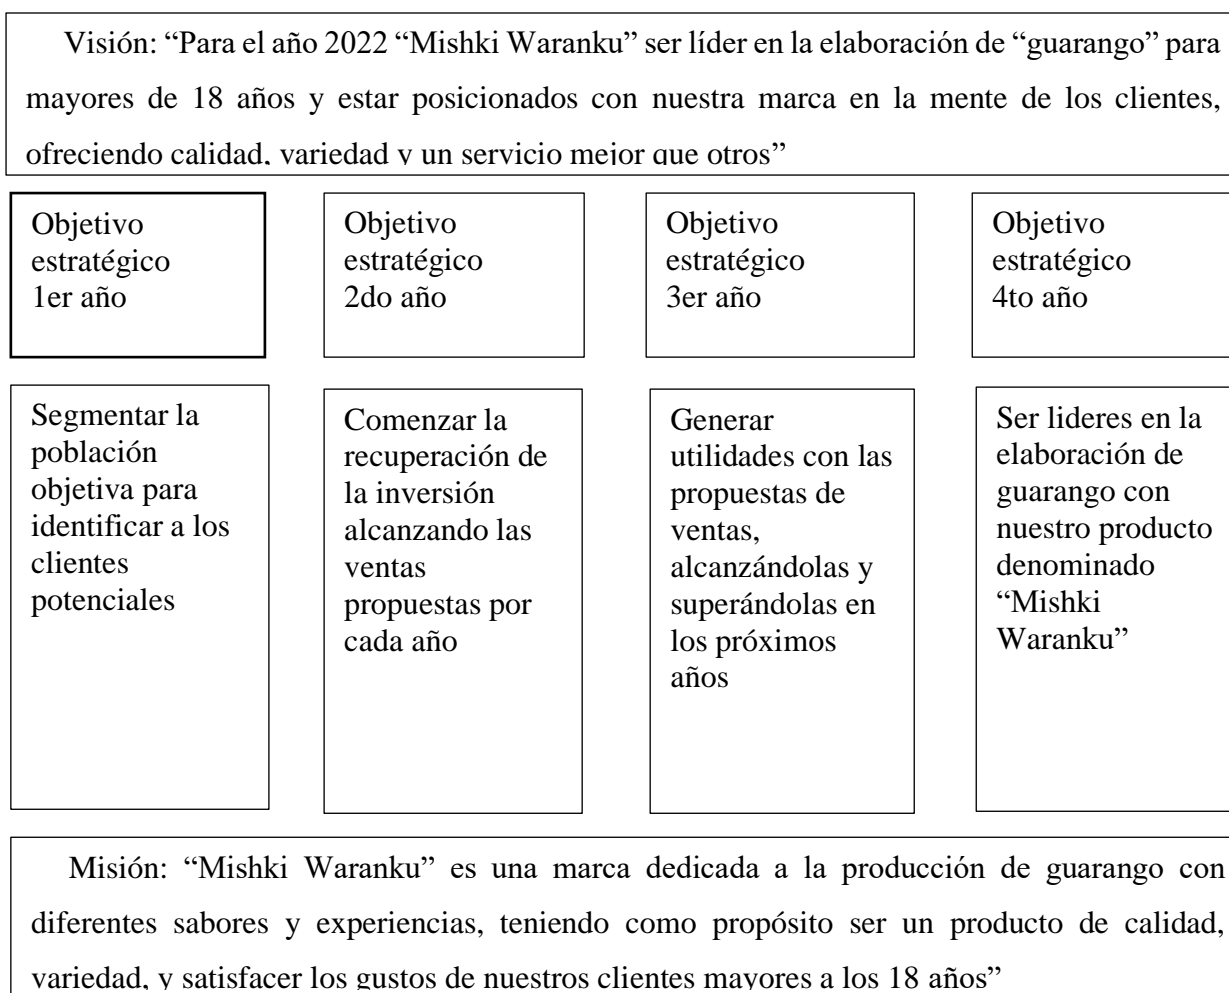 Visión: “Para el año 2022 “Mishki Waranku” ser líder en la elaboración de “guarango” para
mayores de 18 años y estar posicionados con nuestra marca en la mente de los clientes,
ofreciendo calidad, variedad y un servicio mejor que otros”
Objetivo
estratégico
1er año
Objetivo
estratégico
2do año
Objetivo
estratégico
3er año
Objetivo
estratégico
4to año
Segmentar la
población
objetiva para
identificar a los
clientes
potenciales
Comenzar la
recuperación de
la inversión
alcanzando las
ventas
propuestas por
cada año
Generar
utilidades con las
propuestas de
ventas,
alcanzándolas y
superándolas en
los próximos
años
Ser lideres en la
elaboración de
guarango con
nuestro producto
denominado
“Mishki
Waranku”
Misión: “Mishki Waranku” es una marca dedicada a la producción de guarango con
diferentes sabores y experiencias, teniendo como propósito ser un producto de calidad,
variedad, y satisfacer los gustos de nuestros clientes mayores a los 18 años”